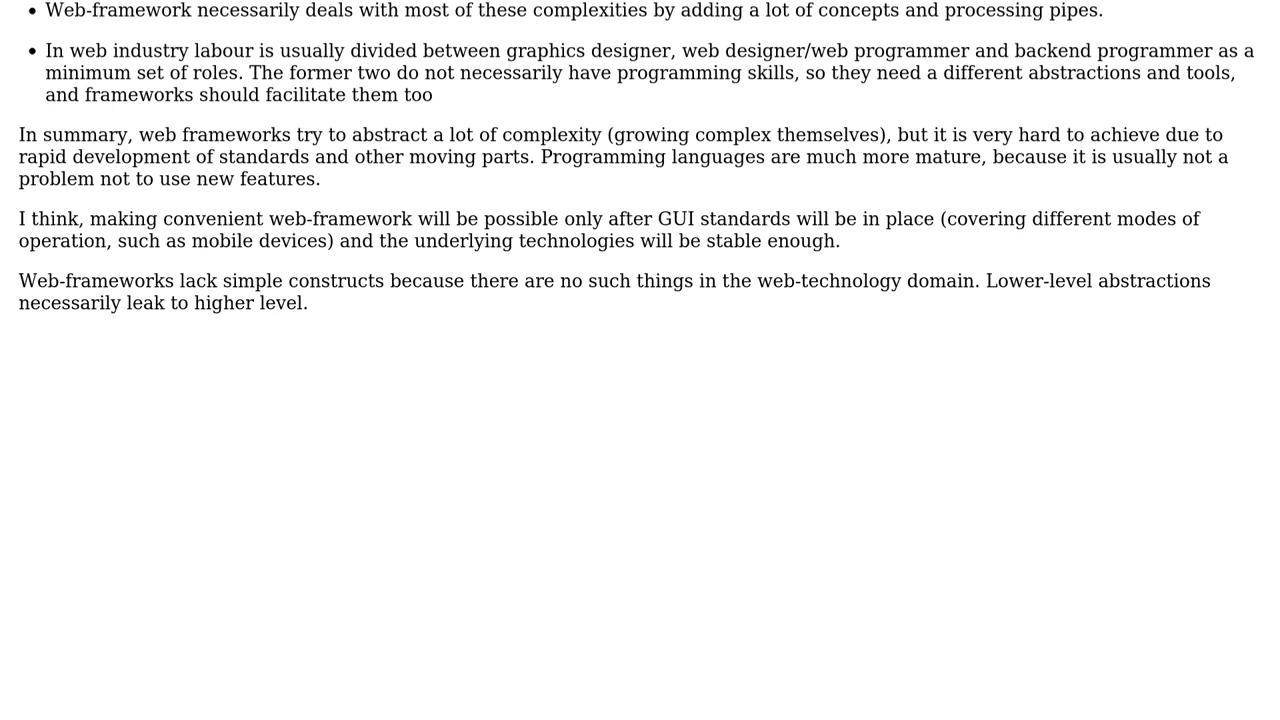 • Web-framework necessarily deals with most of these complexities by adding a lot of concepts and processing pipes.
• In web industry labour is usually divided between graphics designer, web designer/web programmer and backend programmer as a
minimum set of roles. The former two do not necessarily have programming skills, so they need a different abstractions and tools,
and frameworks should facilitate them too
In summary, web frameworks try to abstract a lot of complexity (growing complex themselves), but it is very hard to achieve due to
rapid development of standards and other moving parts. Programming languages are much more mature, because it is usually not a
problem not to use new features.
I think, making convenient web-framework will be possible only after GUI standards will be in place (covering different modes of
operation, such as mobile devices) and the underlying technologies will be stable enough.
Web-frameworks lack simple constructs because there are no such things in the web-technology domain. Lower-level abstractions
necessarily leak to higher level.